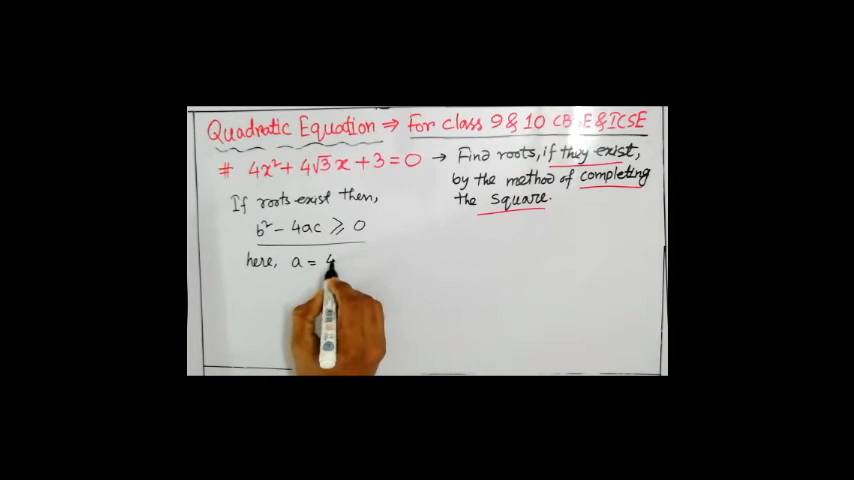 Quadratic Equation ⇒ For class 9 & 10 CBSE & ICSE
# 4x² + 4√3 x + 3 = 0 → Find roots, if they exist,
by the method of completing
the square.
If roots exist then,
b² - 4ac ⩾ 0
here, a = 4